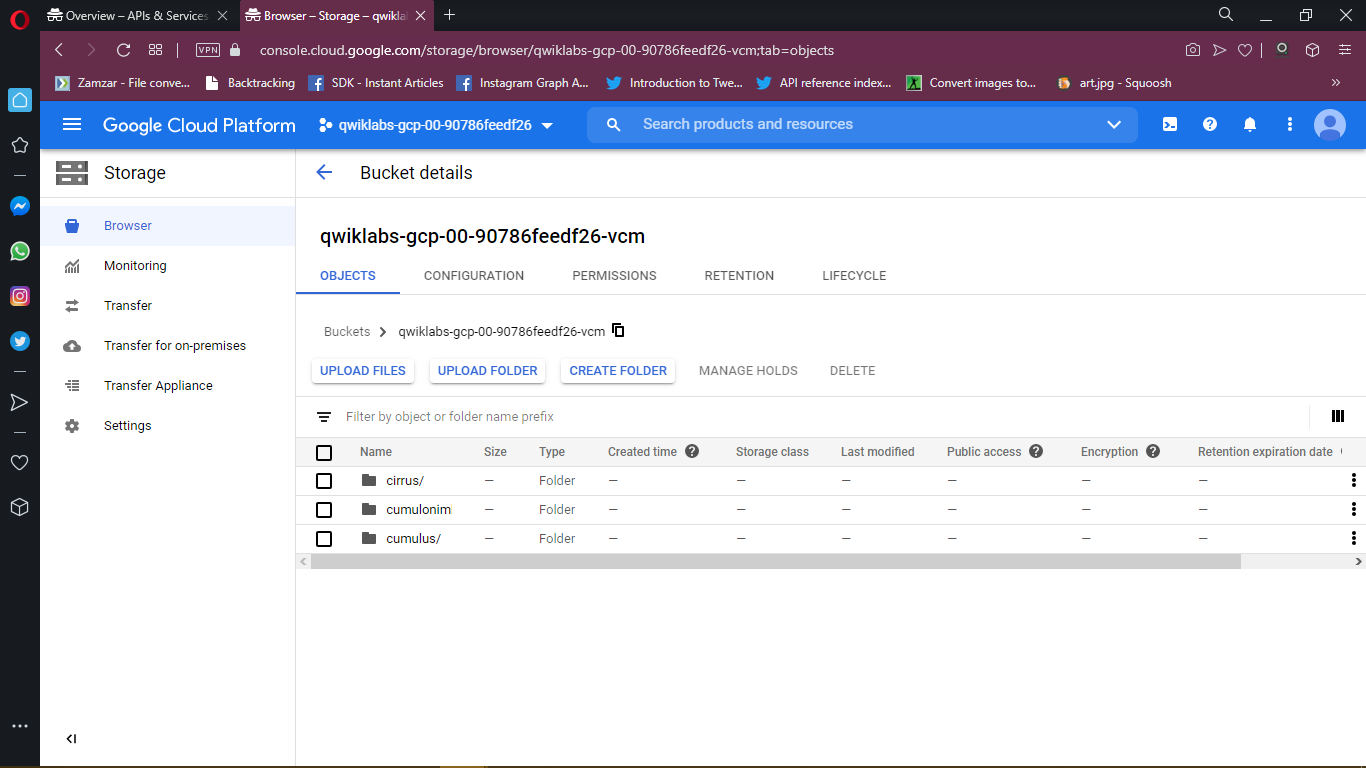 Overview – APIs & Services
Browser – Storage – qwikla
VPN
console.cloud.google.com/storage/browser/qwiklabs-gcp-00-90786feedf26-vcm;tab=objects
Zamzar - File conve...
Backtracking
SDK - Instant Articles
Instagram Graph A...
Introduction to Twe...
API reference index...
Convert images to...
art.jpg - Squoosh
Google Cloud Platform
qwiklabs-gcp-00-90786feedf26
Search products and resources
Storage
Bucket details
Browser
Monitoring
Transfer
Transfer for on-premises
Transfer Appliance
Settings
qwiklabs-gcp-00-90786feedf26-vcm
OBJECTS CONFIGURATION PERMISSIONS RETENTION LIFECYCLE
Buckets qwiklabs-gcp-00-90786feedf26-vcm
UPLOAD FILES UPLOAD FOLDER CREATE FOLDER MANAGE HOLDS DELETE
Filter by object or folder name prefix
Name Size Type Created time Storage class Last modified Public access Encryption Retention expiration date
cirrus/ — Folder — — — — — —
cumulonim — Folder — — — — — —
cumulus/ — Folder — — — — — —